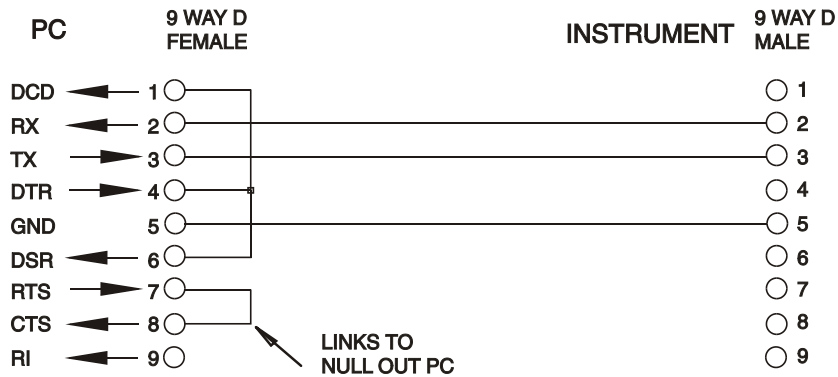 PC
9 WAY D
FEMALE
INSTRUMENT
9 WAY D
MALE
DCD 1 1
RX 2 2
TX 3 3
DTR 4 4
GND 5 5
DSR 6 6
RTS 7 7
CTS 8 8
RI 9 9
LINKS TO
NULL OUT PC